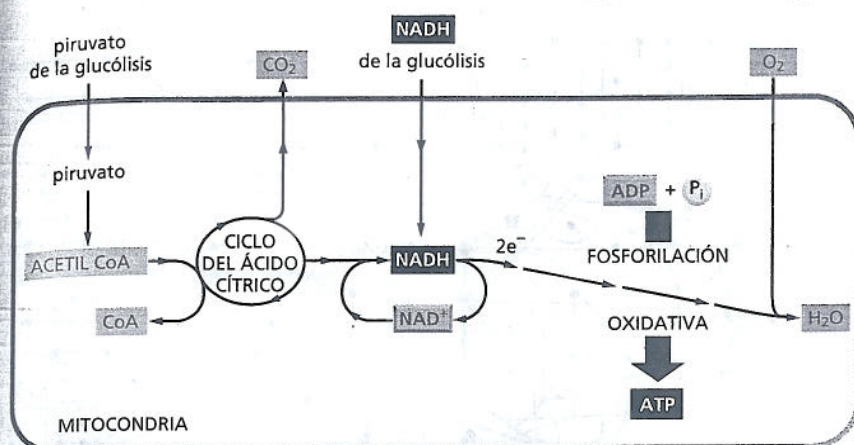 piruvato
de la glucólisis
CO₂
NADH
de la glucólisis
O₂
piruvato
ADP + Pi
FOSFORILACIÓN
ACETIL CoA
CICLO
DEL ÁCIDO
CÍTRICO
NADH
2e⁻
CoA
NAD⁺
OXIDATIVA
H₂O
ATP
MITOCONDRIA